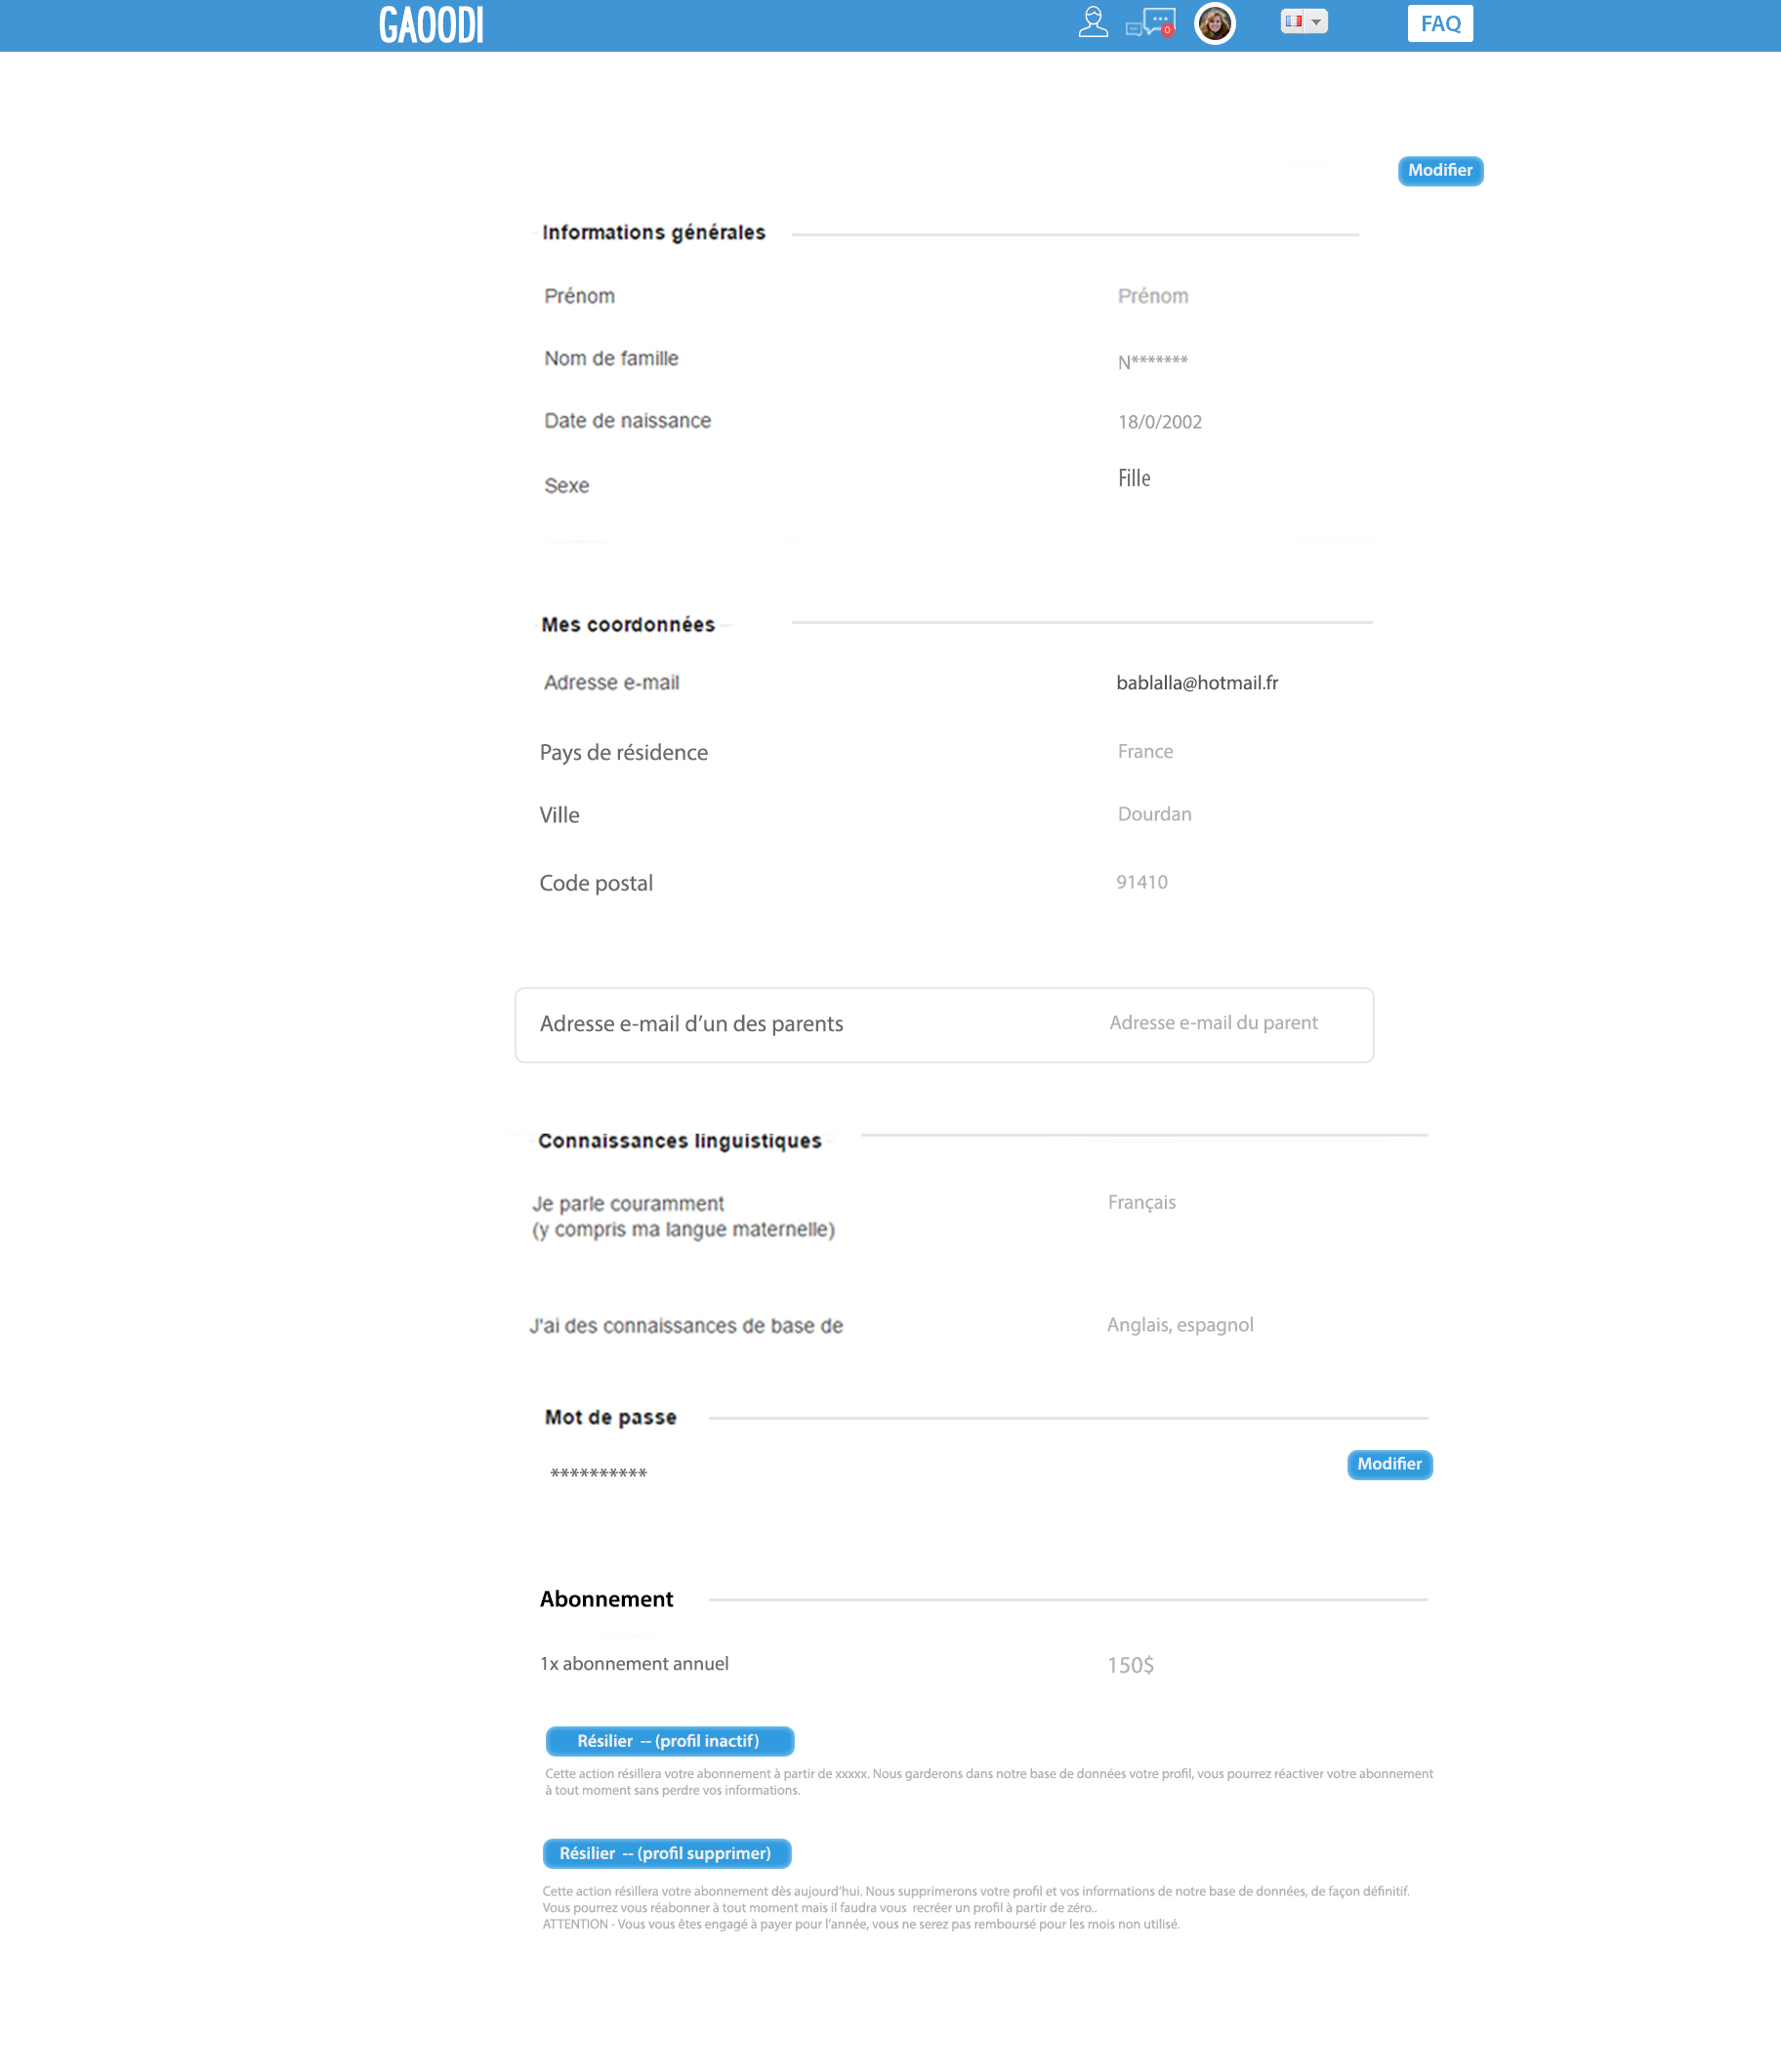 GAOODI
0
FAQ
Modifier
Informations générales
Prénom Prénom
Nom de famille N*******
Date de naissance 18/0/2002
Sexe Fille
Mes coordonnées
Adresse e-mail bablalla@hotmail.fr
Pays de résidence France
Ville Dourdan
Code postal 91410
Adresse e-mail d’un des parents Adresse e-mail du parent
Connaissances linguistiques
Je parle couramment Français
(y compris ma langue maternelle)
J'ai des connaissances de base de Anglais, espagnol
Mot de passe
********** Modifier
Abonnement
1x abonnement annuel 150$
Résilier -- (profil inactif)
Cette action résillera votre abonnement à partir de xxxxx. Nous garderons dans notre base de données votre profil, vous pourrez réactiver votre abonnement
à tout moment sans perdre vos informations.
Résilier -- (profil supprimer)
Cette action résillera votre abonnement dès aujourd’hui. Nous supprimerons votre profil et vos informations de notre base de données, de façon définitif.
Vous pourrez vous réabonner à tout moment mais il faudra vous recréer un profil à partir de zéro..
ATTENTION - Vous vous êtes engagé à payer pour l’année, vous ne serez pas remboursé pour les mois non utilisé.